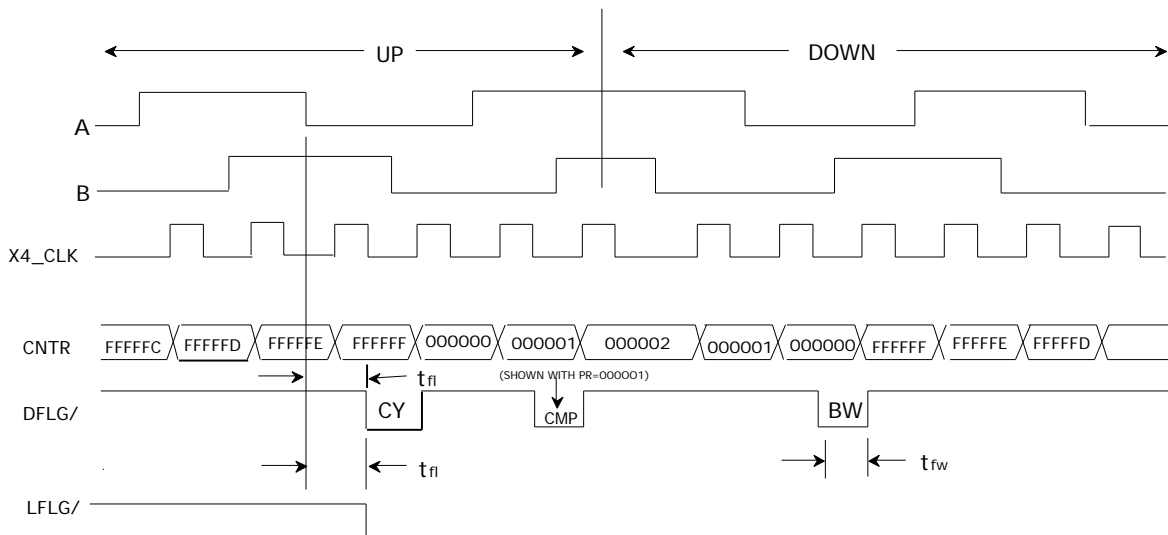 UP DOWN
A
B
X4_CLK
CNTR FFFFFC FFFFFD FFFFFE FFFFFF 000000 000001 000002 000001 000000 FFFFFF FFFFFE FFFFFD
tfl (SHOWN WITH PR=000001)
DFLG/ CY CMP BW
tfl tfw
LFLG/